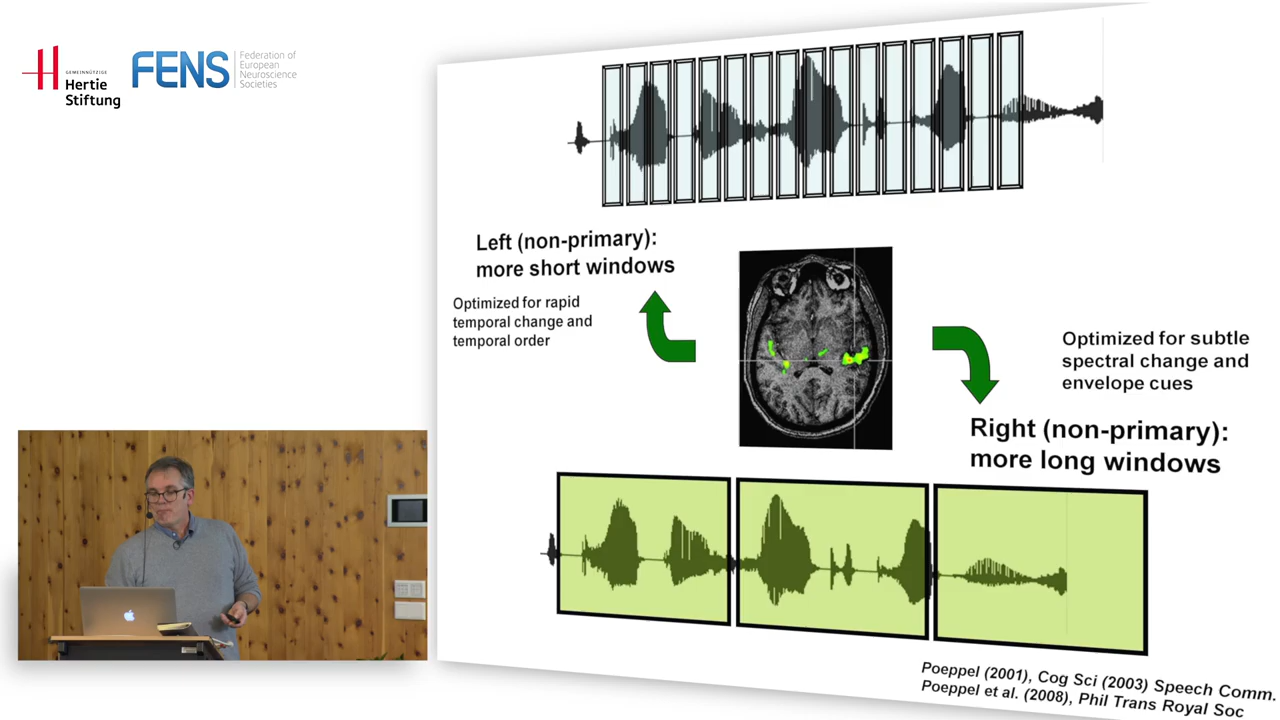 GEMEINNÜTZIGE
Hertie
Stiftung
FENS
Federation of
European
Neuroscience
Societies
Left (non-primary):
more short windows
Optimized for rapid
temporal change and
temporal order
Optimized for subtle
spectral change and
envelope cues
Right (non-primary):
more long windows
Poeppel (2001), Cog Sci (2003) Speech Comm.
Poeppel et al. (2008), Phil Trans Royal Soc